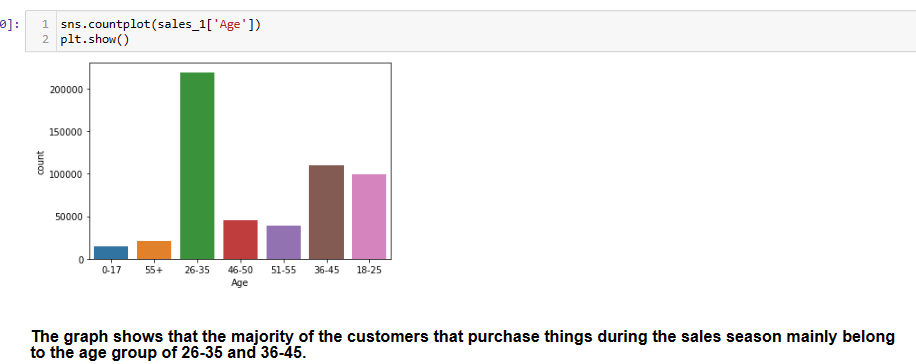 0]:
1 sns.countplot(sales_1['Age'])
2 plt.show()
200000
150000
100000
50000
0
count
0-17 55+ 26-35 46-50 51-55 36-45 18-25
Age
The graph shows that the majority of the customers that purchase things during the sales season mainly belong
to the age group of 26-35 and 36-45.